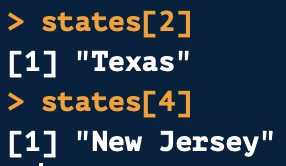 > states[2]
[1] "Texas"
> states[4]
[1] "New Jersey"